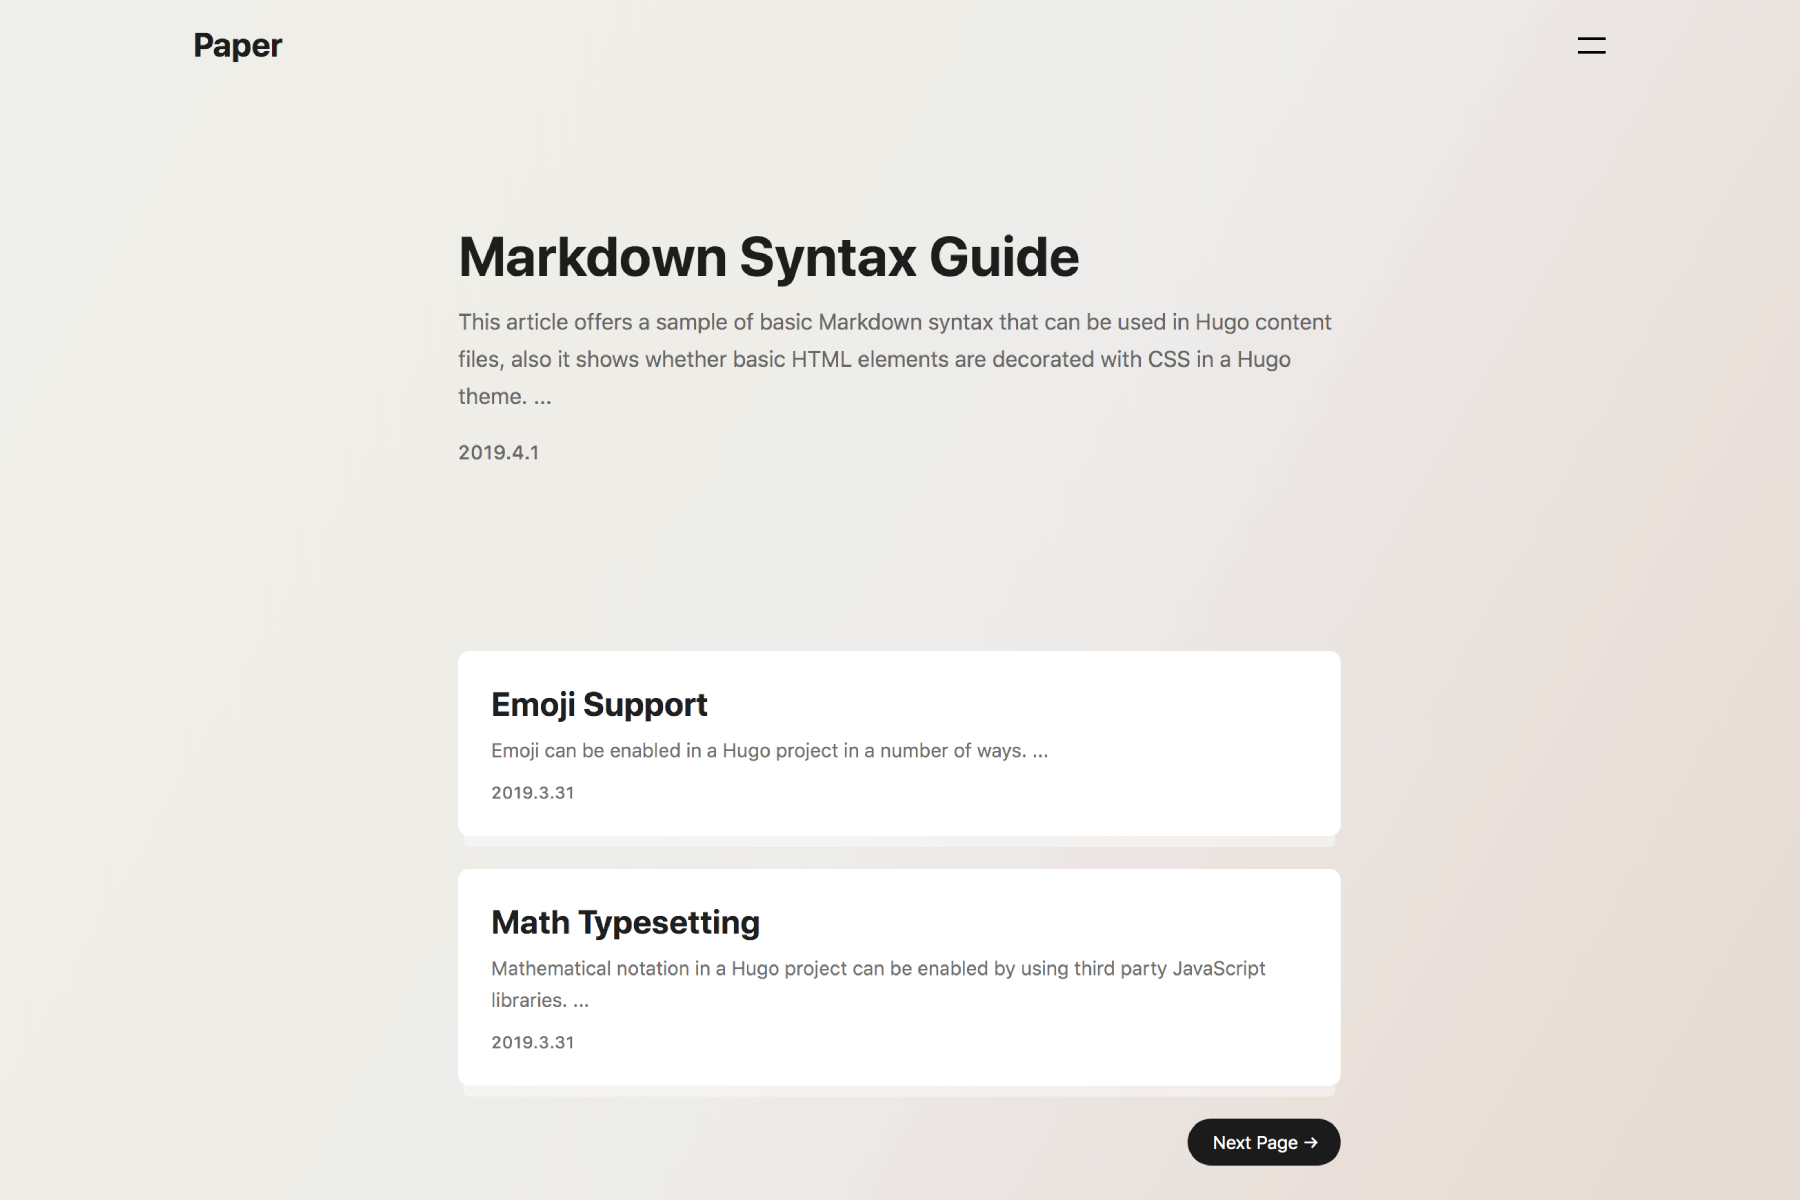 Paper
Markdown Syntax Guide
This article offers a sample of basic Markdown syntax that can be used in Hugo content
files, also it shows whether basic HTML elements are decorated with CSS in a Hugo
theme. ...
2019.4.1
Emoji Support
Emoji can be enabled in a Hugo project in a number of ways. ...
2019.3.31
Math Typesetting
Mathematical notation in a Hugo project can be enabled by using third party JavaScript
libraries. ...
2019.3.31
Next Page →